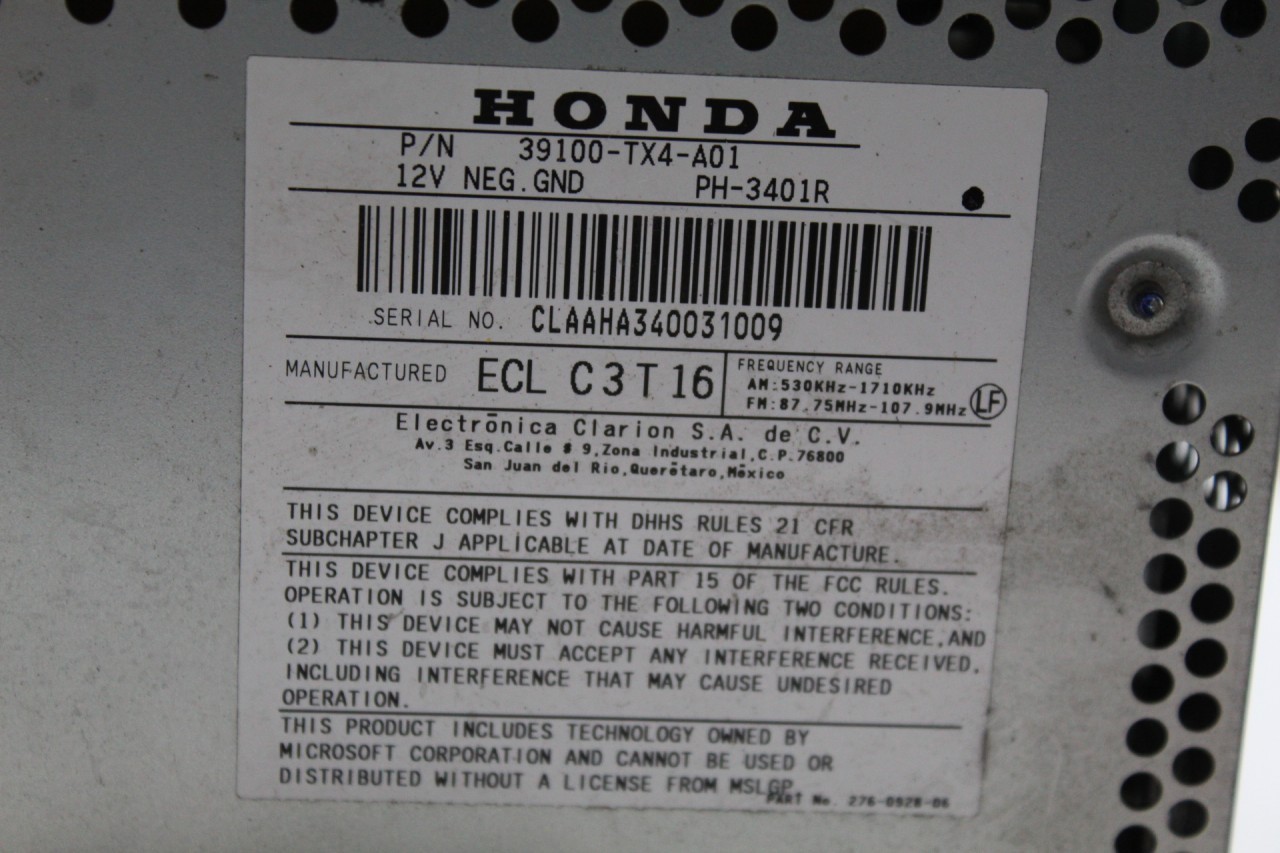 HONDA
P/N 39100-TX4-A01
12V NEG.GND PH-3401R
SERIAL NO. CLAAHA340031009
MANUFACTURED ECL C3T16
FREQUENCY RANGE
AM:530KHz-1710KHz
FM:87.75MHz-107.9MHz
LF
Electrōnica Clarion S.A. de C.V.
Av.3 Esq.Calle # 9,Zona Industrial,C.P.76800
San Juan del Rio,Querētaro,Mēxico
THIS DEVICE COMPLIES WITH DHHS RULES 21 CFR
SUBCHAPTER J APPLICABLE AT DATE OF MANUFACTURE.
THIS DEVICE COMPLIES WITH PART 15 OF THE FCC RULES.
OPERATION IS SUBJECT TO THE FOLLOWING TWO CONDITIONS:
(1) THIS DEVICE MAY NOT CAUSE HARMFUL INTERFERENCE,AND
(2) THIS DEVICE MUST ACCEPT ANY INTERFERENCE RECEIVED,
INCLUDING INTERFERENCE THAT MAY CAUSE UNDESIRED
OPERATION.
THIS PRODUCT INCLUDES TECHNOLOGY OWNED BY
MICROSOFT CORPORATION AND CANNOT BE USED OR
DISTRIBUTED WITHOUT A LICENSE FROM MSLGP.
PART No. 276-0928-06